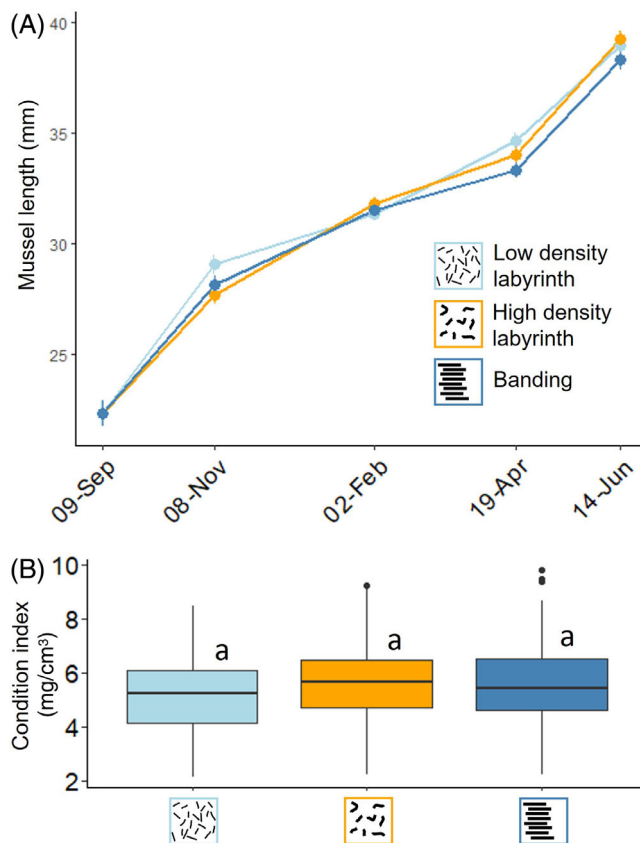 (A)
Mussel length (mm)
40
35
30
25
Low density
labyrinth
High density
labyrinth
Banding
09-Sep
08-Nov
02-Feb
19-Apr
14-Jun
(B)
Condition index
(mg/cm³)
10
8
6
4
2
a
a
a